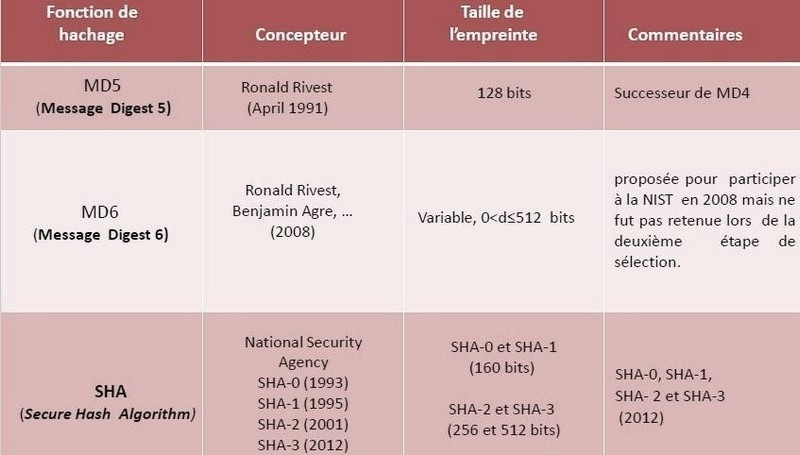 Fonction de
hachage
Concepteur
Taille de
l’empreinte
Commentaires
MD5
(Message Digest 5)
Ronald Rivest
(April 1991)
128 bits
Successeur de MD4
MD6
(Message Digest 6)
Ronald Rivest,
Benjamin Agre, ...
(2008)
Variable, 0<d≤512 bits
proposée pour participer
à la NIST en 2008 mais ne
fut pas retenue lors de la
deuxième étape de
sélection.
SHA
(Secure Hash Algorithm)
National Security
Agency
SHA-0 (1993)
SHA-1 (1995)
SHA-2 (2001)
SHA-3 (2012)
SHA-0 et SHA-1
(160 bits)
SHA-2 et SHA-3
(256 et 512 bits)
SHA-0, SHA-1,
SHA- 2 et SHA-3
(2012)